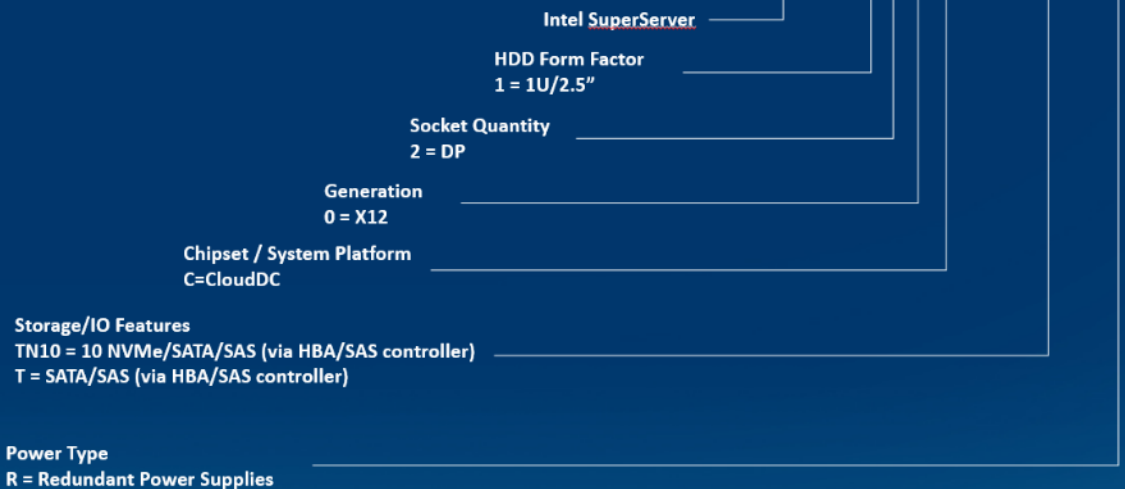 Intel SuperServer
HDD Form Factor
1 = 1U/2.5”
Socket Quantity
2 = DP
Generation
0 = X12
Chipset / System Platform
C=CloudDC
Storage/IO Features
TN10 = 10 NVMe/SATA/SAS (via HBA/SAS controller)
T = SATA/SAS (via HBA/SAS controller)
Power Type
R = Redundant Power Supplies